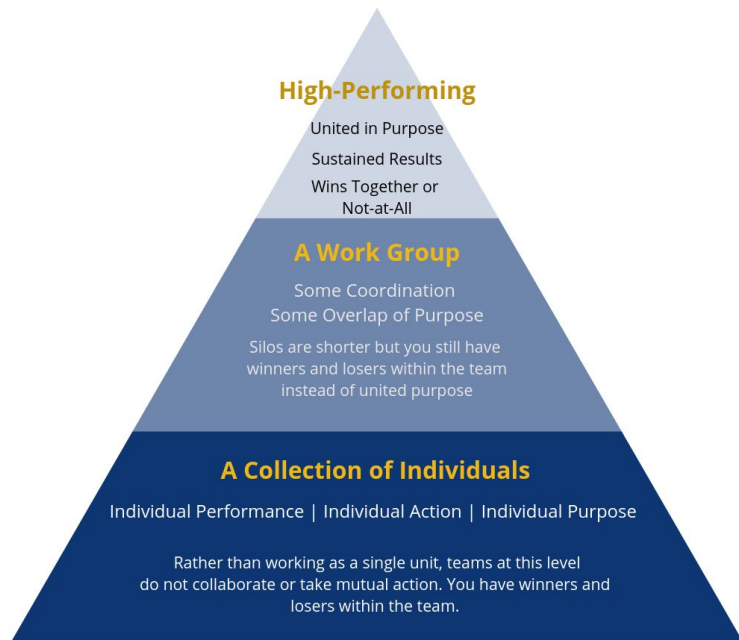 High-Performing
United in Purpose
Sustained Results
Wins Together or
Not-at-All
A Work Group
Some Coordination
Some Overlap of Purpose
Silos are shorter but you still have
winners and losers within the team
instead of united purpose
A Collection of Individuals
Individual Performance | Individual Action | Individual Purpose
Rather than working as a single unit, teams at this level
do not collaborate or take mutual action. You have winners and
losers within the team.